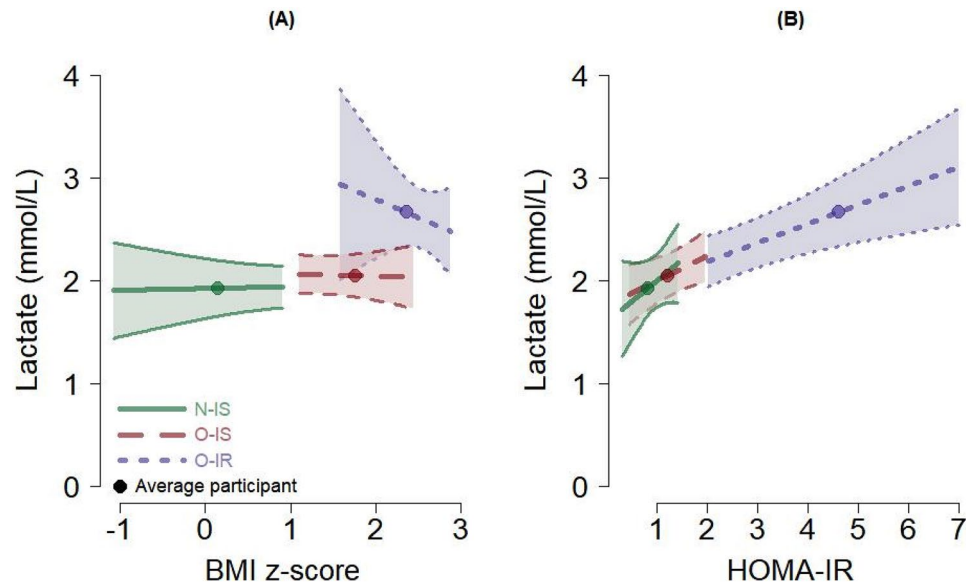 (A)
Lactate (mmol/L)
4
3
2
1
0
N-IS
O-IS
O-IR
Average participant
-1 0 1 2 3
BMI z-score
(B)
Lactate (mmol/L)
4
3
2
1
0
1 2 3 4 5 6 7
HOMA-IR